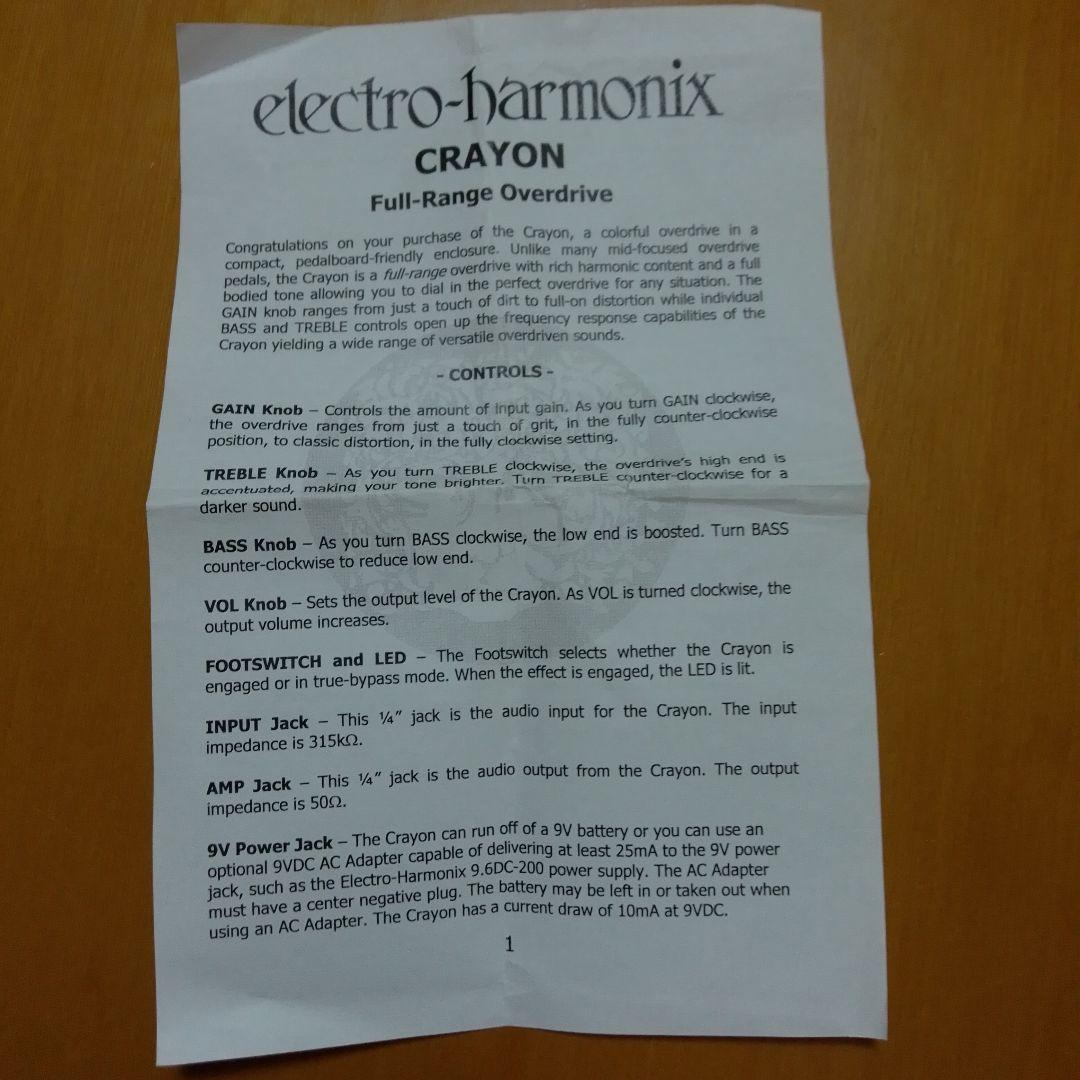 electro-harmonix
CRAYON
Full-Range Overdrive
Congratulations on your purchase of the Crayon, a colorful overdrive in a
compact, pedalboard-friendly enclosure. Unlike many mid-focused overdrive
pedals, the Crayon is a full-range overdrive with rich harmonic content and a full
bodied tone allowing you to dial in the perfect overdrive for any situation. The
GAIN knob ranges from just a touch of dirt to full-on distortion while individual
BASS and TREBLE controls open up the frequency response capabilities of the
Crayon yielding a wide range of versatile overdriven sounds.
- CONTROLS -
GAIN Knob – Controls the amount of input gain. As you turn GAIN clockwise,
the overdrive ranges from just a touch of grit, in the fully counter-clockwise
position, to classic distortion, in the fully clockwise setting.
TREBLE Knob – As you turn TREBLE clockwise, the overdrive's high end is
accentuated, making your tone brighter. Turn TREBLE counter-clockwise for a
darker sound.
BASS Knob – As you turn BASS clockwise, the low end is boosted. Turn BASS
counter-clockwise to reduce low end.
VOL Knob – Sets the output level of the Crayon. As VOL is turned clockwise, the
output volume increases.
FOOTSWITCH and LED – The Footswitch selects whether the Crayon is
engaged or in true-bypass mode. When the effect is engaged, the LED is lit.
INPUT Jack – This ¼" jack is the audio input for the Crayon. The input
impedance is 315kΩ.
AMP Jack – This ¼" jack is the audio output from the Crayon. The output
impedance is 50Ω.
9V Power Jack – The Crayon can run off of a 9V battery or you can use an
optional 9VDC AC Adapter capable of delivering at least 25mA to the 9V power
jack, such as the Electro-Harmonix 9.6DC-200 power supply. The AC Adapter
must have a center negative plug. The battery may be left in or taken out when
using an AC Adapter. The Crayon has a current draw of 10mA at 9VDC.
1